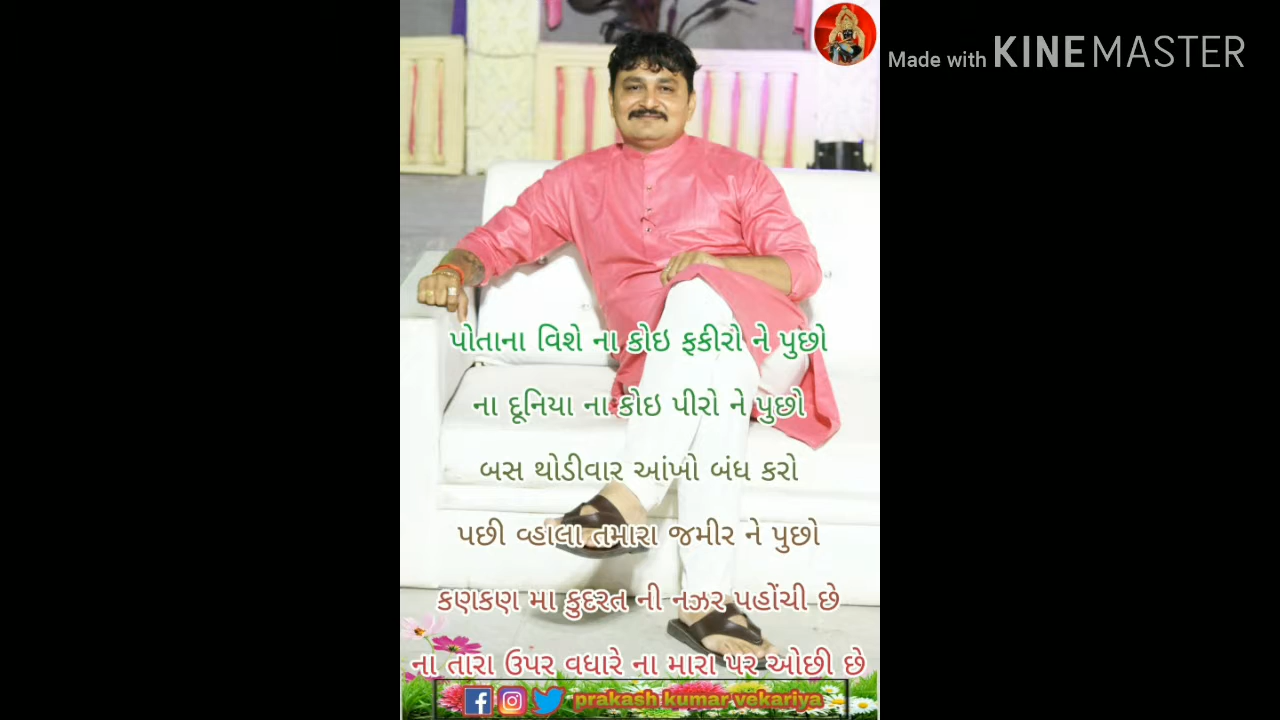 Made with KINEMASTER
પોતાના વિશે ના કોઇ ફકીરો ને પુછો
ના દૂનિયા ના કોઇ પીરો ને પુછો
બસ થોડીવાર આંખો બંધ કરો
પછી વ્હાલા તમારા જમીર ને પુછો
કણકણ મા કુદરત ની નઝર પહોંચી છે
ના તારા ઉપર વધારે ના મારા પર ઓછી છે
prakash kumar vekariya